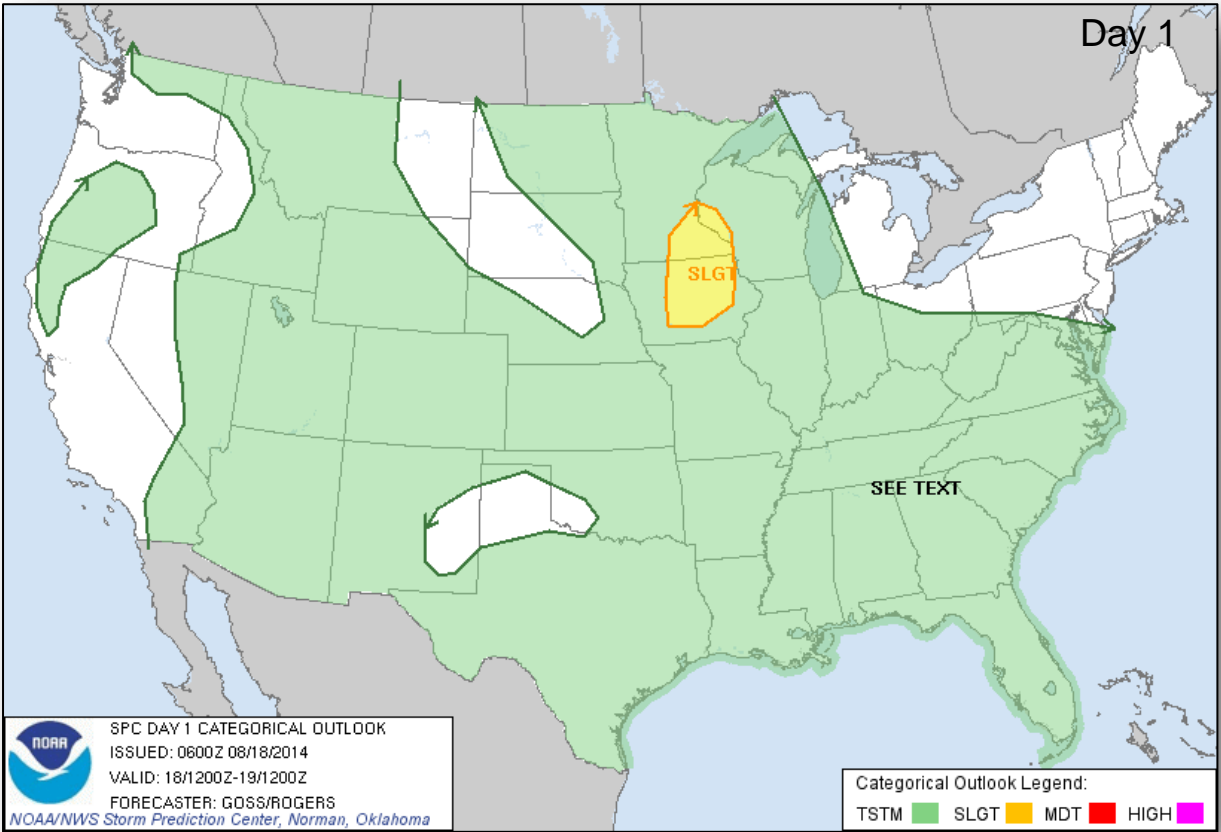 Day 1
SLGT
SEE TEXT
NOAA
SPC DAY 1 CATEGORICAL OUTLOOK
ISSUED: 0600Z 08/18/2014
VALID: 18/1200Z-19/1200Z
FORECASTER: GOSS/ROGERS
NOAA/NWS Storm Prediction Center, Norman, Oklahoma
Categorical Outlook Legend:
TSTM SLGT MDT HIGH